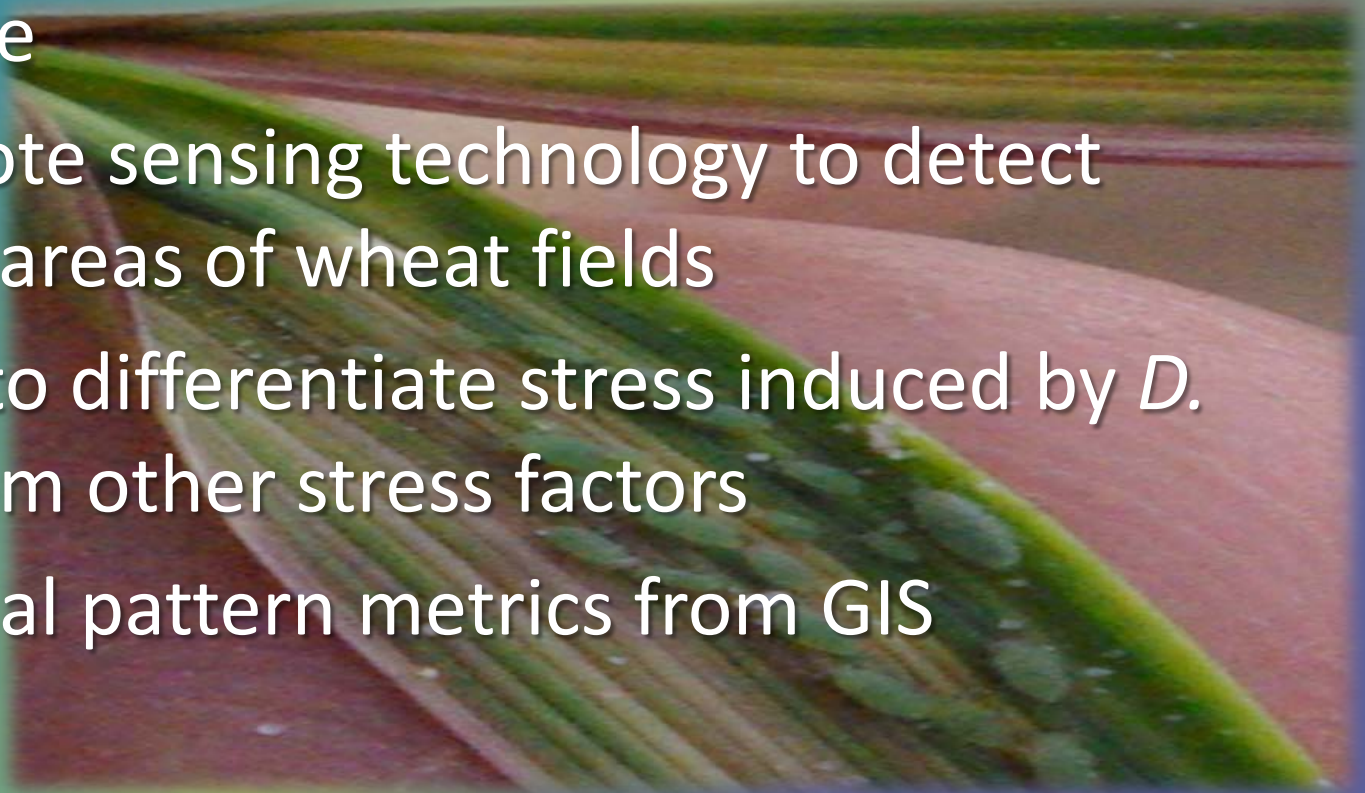 e
ote sensing technology to detect
areas of wheat fields
to differentiate stress induced by D.
m other stress factors
al pattern metrics from GIS